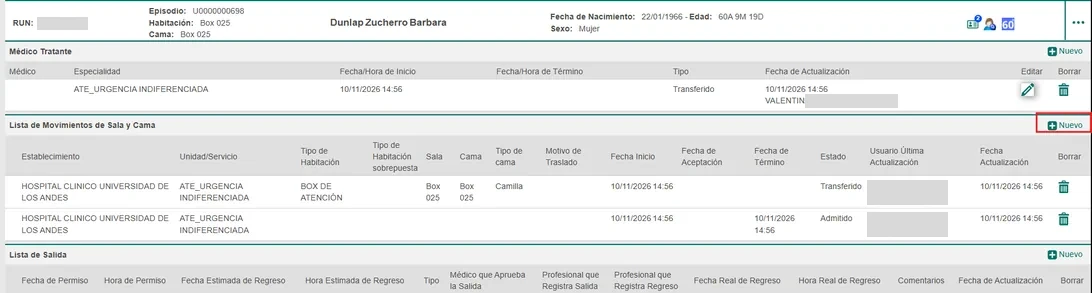 RUN:
Episodio: U0000000698
Habitación: Box 025
Cama: Box 025
Dunlap Zucherro Barbara
Fecha de Nacimiento: 22/01/1966 - Edad: 60A 9M 19D
Sexo: Mujer
2
60
Médico Tratante
Nuevo
Médico Especialidad Fecha/Hora de Inicio Fecha/Hora de Término Tipo Fecha de Actualización Editar Borrar
ATE_URGENCIA INDIFERENCIADA 10/11/2026 14:56 Transferido 10/11/2026 14:56
VALENTIN
Lista de Movimientos de Sala y Cama
Nuevo
Establecimiento Unidad/Servicio Tipo de Habitación Tipo de Habitación sobrepuesta Sala Cama Tipo de cama Motivo de Traslado Fecha Inicio Fecha de Aceptación Fecha de Término Estado Usuario Última Actualización Fecha Actualización Borrar
HOSPITAL CLINICO UNIVERSIDAD DE LOS ANDES ATE_URGENCIA INDIFERENCIADA BOX DE ATENCIÓN Box 025 Box 025 Camilla 10/11/2026 14:56 Transferido 10/11/2026 14:56
HOSPITAL CLINICO UNIVERSIDAD DE LOS ANDES ATE_URGENCIA INDIFERENCIADA 10/11/2026 14:56 10/11/2026 14:56 Admitido 10/11/2026 14:56
Lista de Salida
Nuevo
Fecha de Permiso Hora de Permiso Fecha Estimada de Regreso Hora Estimada de Regreso Tipo Médico que Aprueba la Salida Profesional que Registra Salida Profesional que Registra Regreso Fecha Real de Regreso Hora Real de Regreso Comentarios Fecha de Actualización Borrar